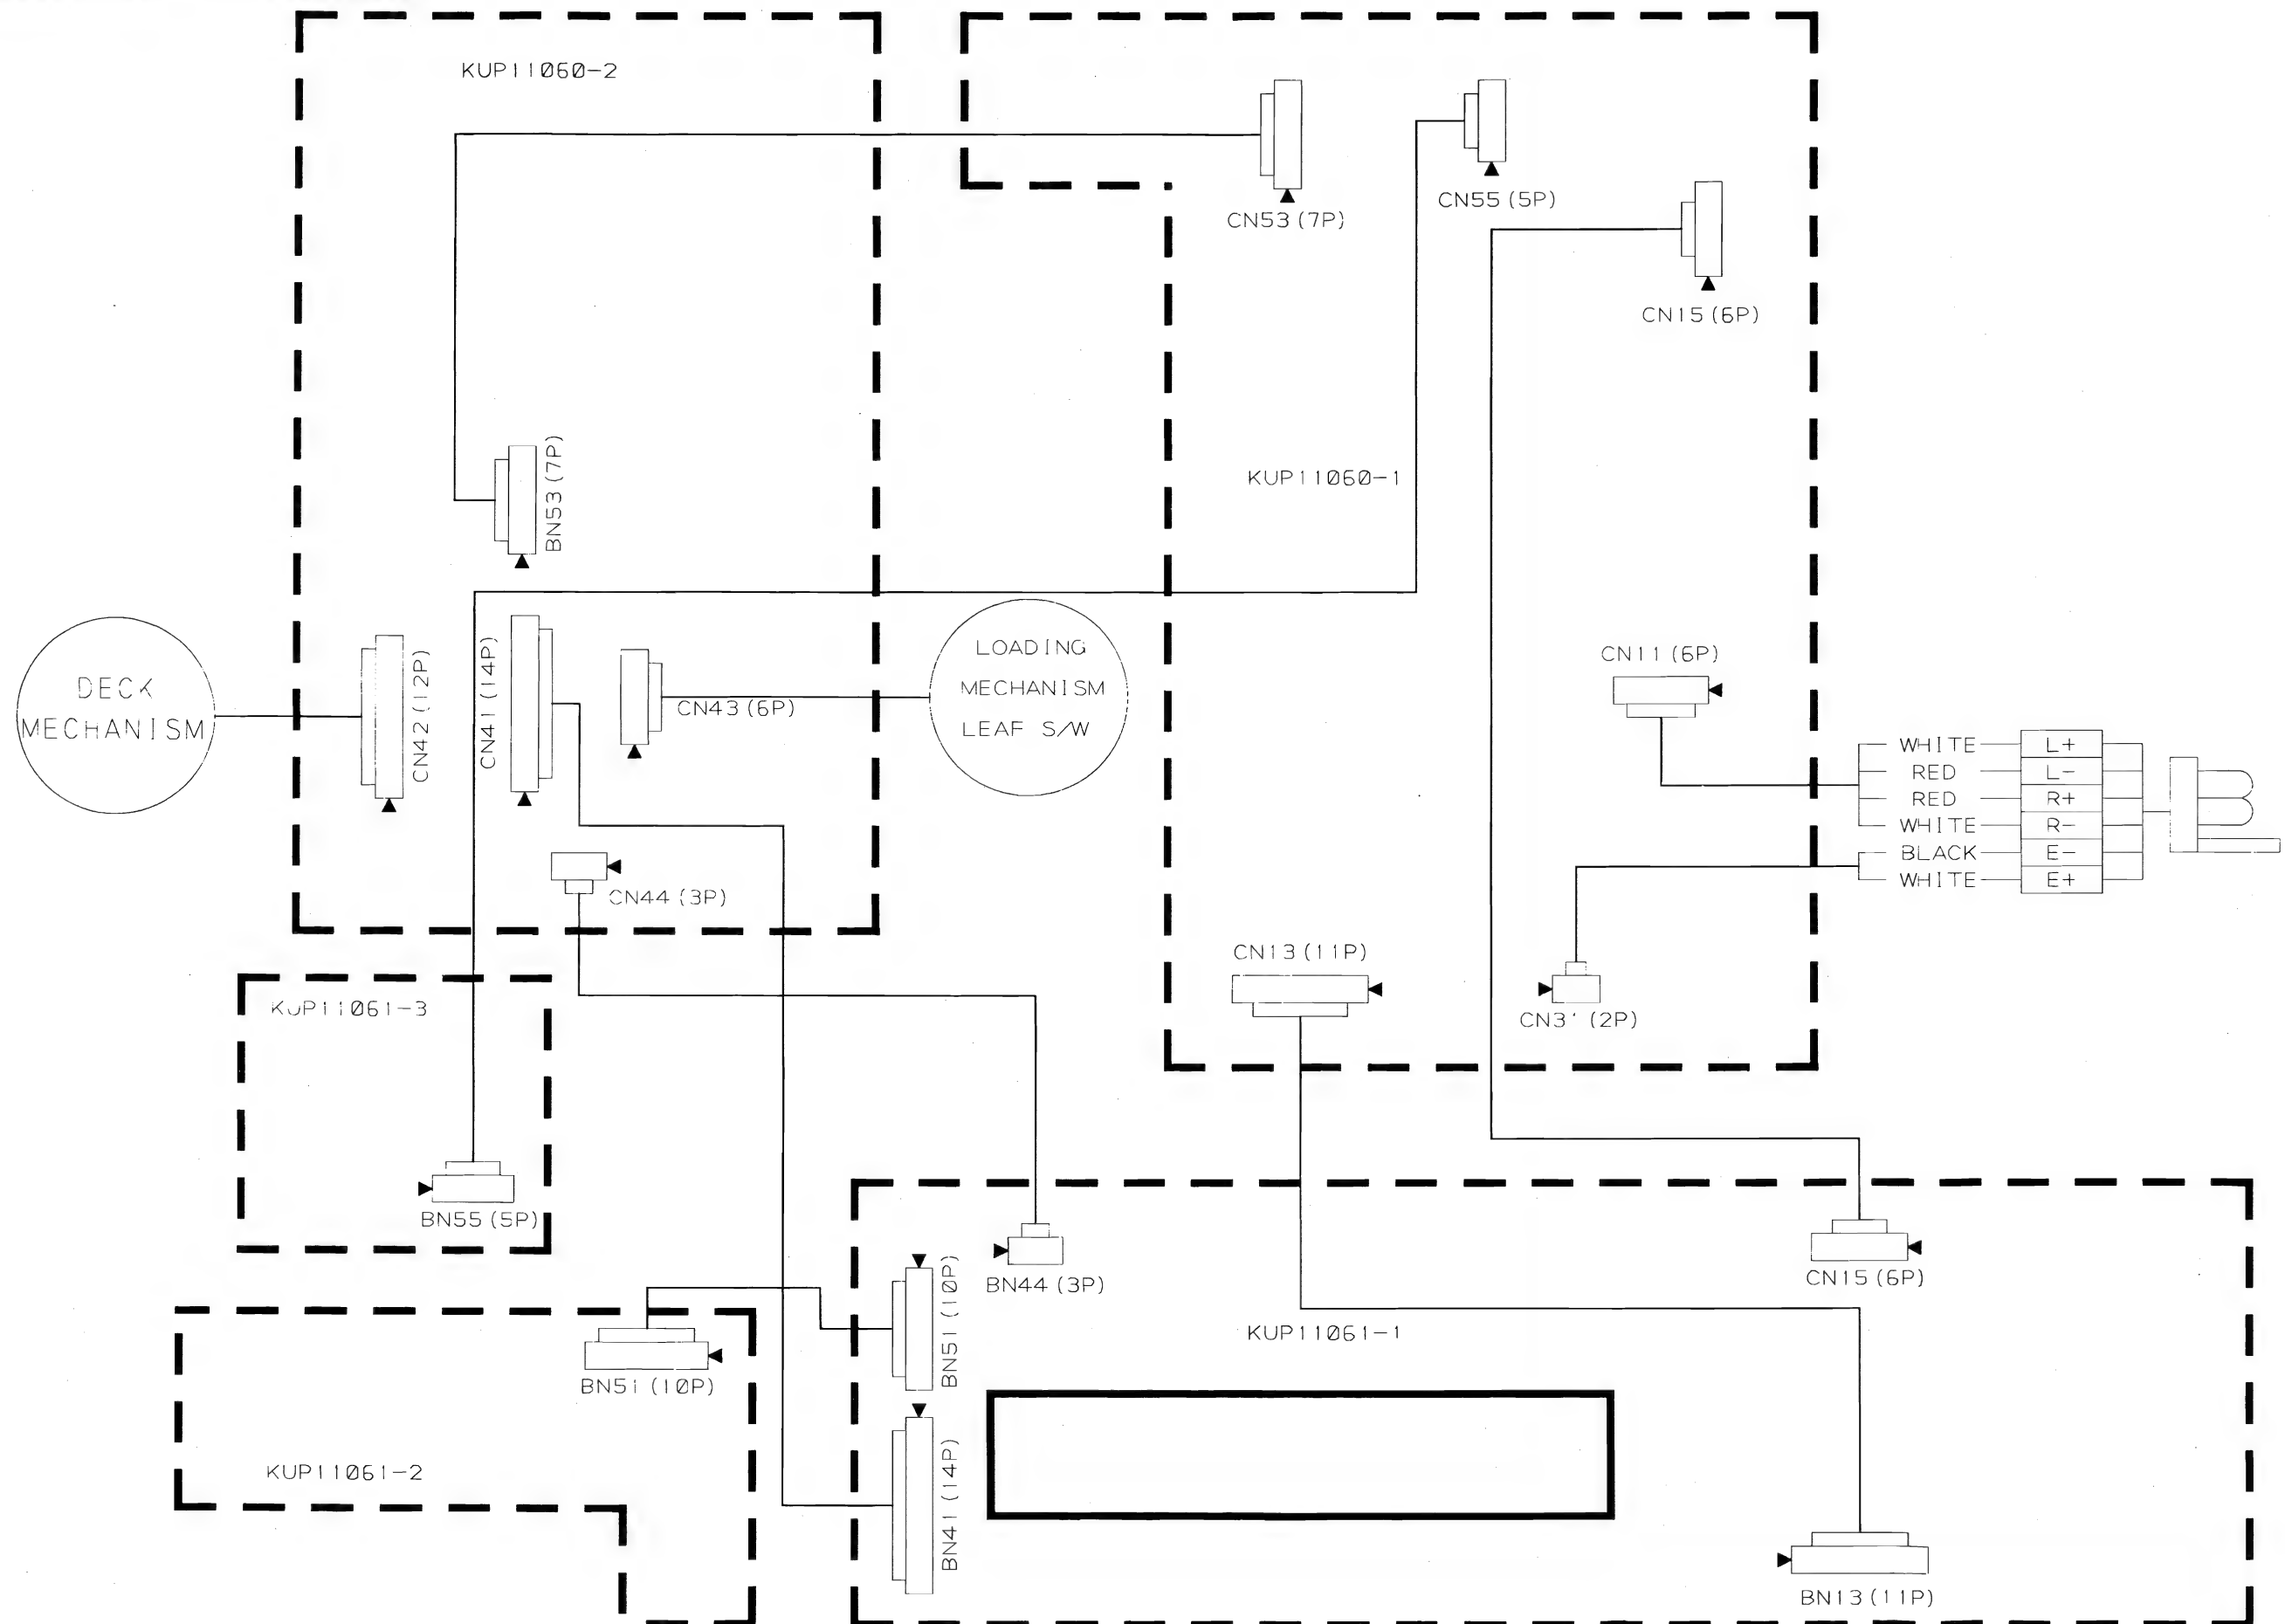 KUP11060-2
CN53 (7P)
CN55 (5P)
CN15 (6P)
BN53 (7P)
KUP11060-1
DECK
MECHANISM
CN42 (12P)
CN41 (14P)
CN43 (6P)
LOADING
MECHANISM
LEAF S/W
CN11 (6P)
WHITE L+
RED L-
RED R+
WHITE R-
BLACK E-
WHITE E+
CN44 (3P)
CN13 (11P)
CN3' (2P)
KUP11061-3
BN55 (5P)
BN44 (3P)
CN15 (6P)
BN51 (10P)
BN51 (10P)
KUP11061-1
KUP11061-2
BN41 (14P)
BN13 (11P)